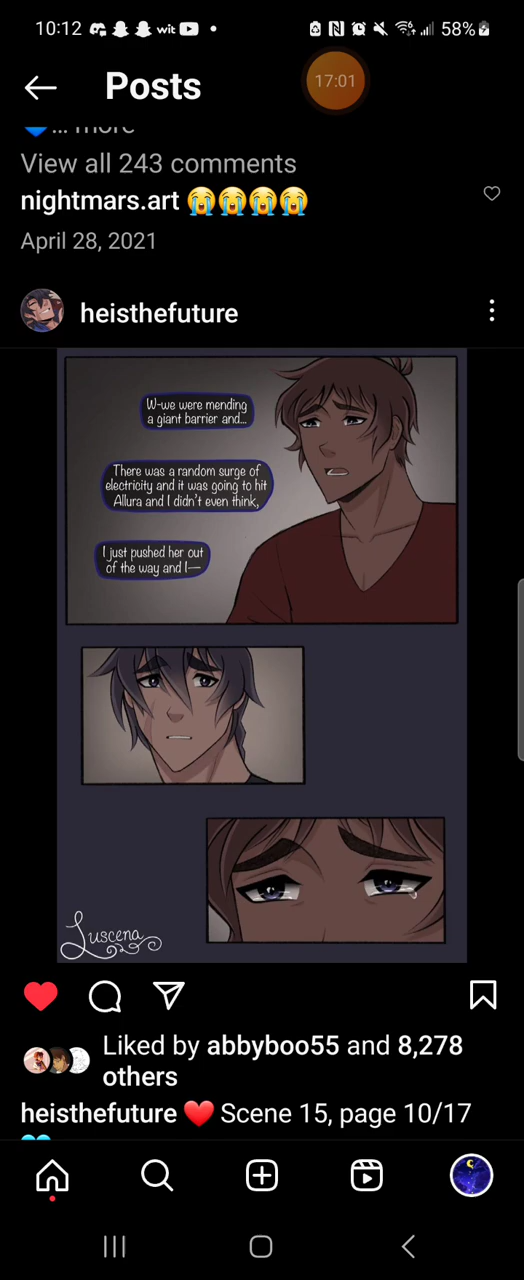 10:12 wit 58%
Posts
17:01
... more
View all 243 comments
nightmars.art 😭😭😭😭
April 28, 2021
heisthefuture
W-we were mending
a giant barrier and...
There was a random surge of
electricity and it was going to hit
Allura and I didn't even think,
I just pushed her out
of the way and I—
Luscena
Liked by abbyboo55 and 8,278
others
heisthefuture ❤️ Scene 15, page 10/17